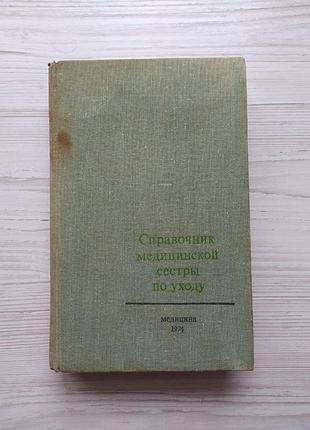 Справочник
медицинской
сестры
по уходу
медицина
1974